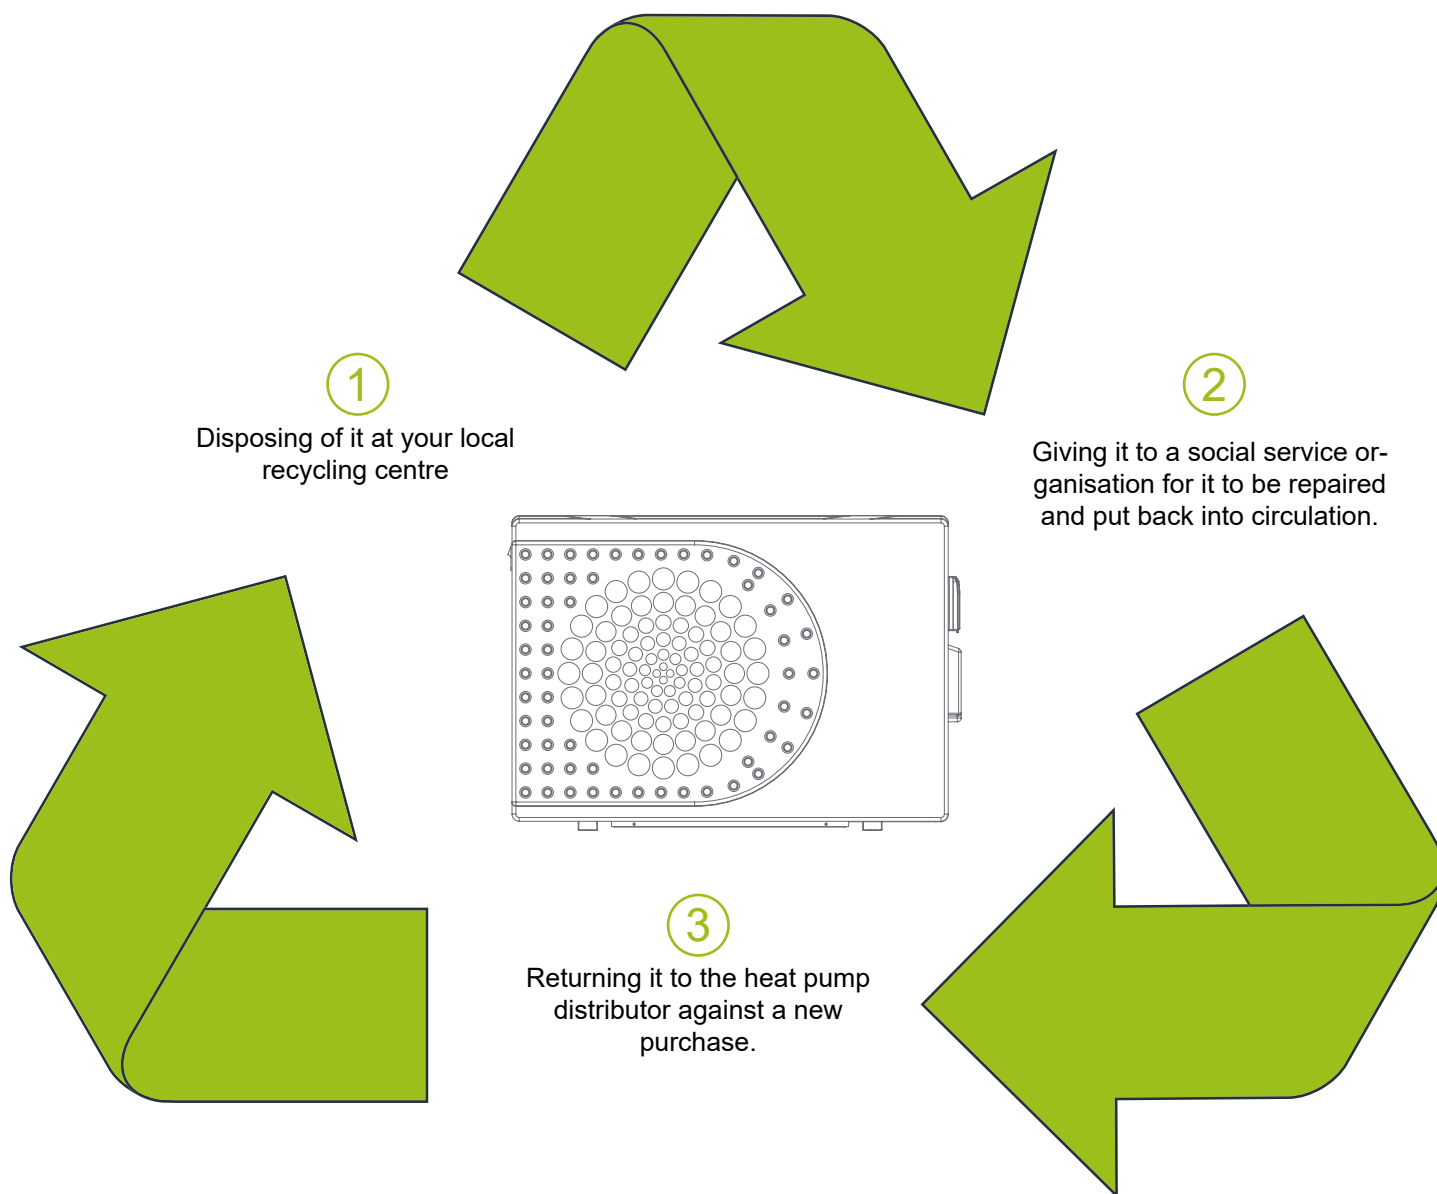 1
Disposing of it at your local
recycling centre
2
Giving it to a social service or-
ganisation for it to be repaired
and put back into circulation.
3
Returning it to the heat pump
distributor against a new
purchase.